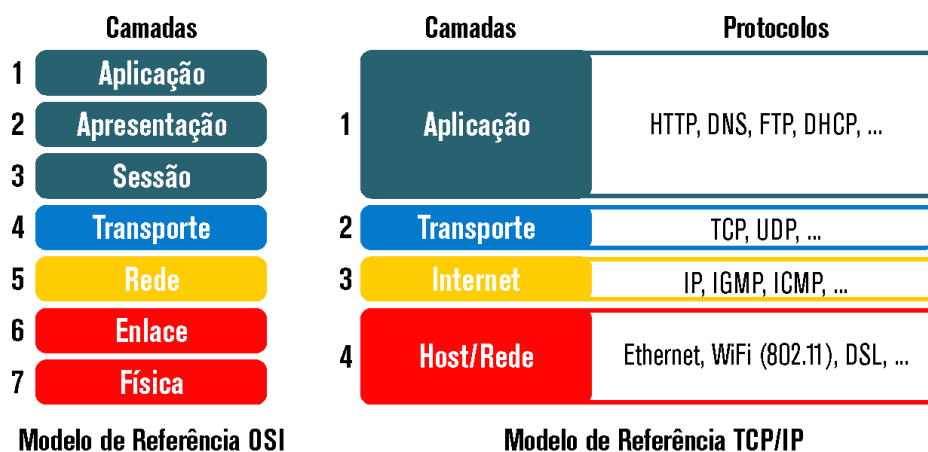 Camadas
1 Aplicação
2 Apresentação
3 Sessão
4 Transporte
5 Rede
6 Enlace
7 Física
Modelo de Referência OSI
Camadas Protocolos
1 Aplicação HTTP, DNS, FTP, DHCP, ...
2 Transporte TCP, UDP, ...
3 Internet IP, IGMP, ICMP, ...
4 Host/Rede Ethernet, WiFi (802.11), DSL, ...
Modelo de Referência TCP/IP